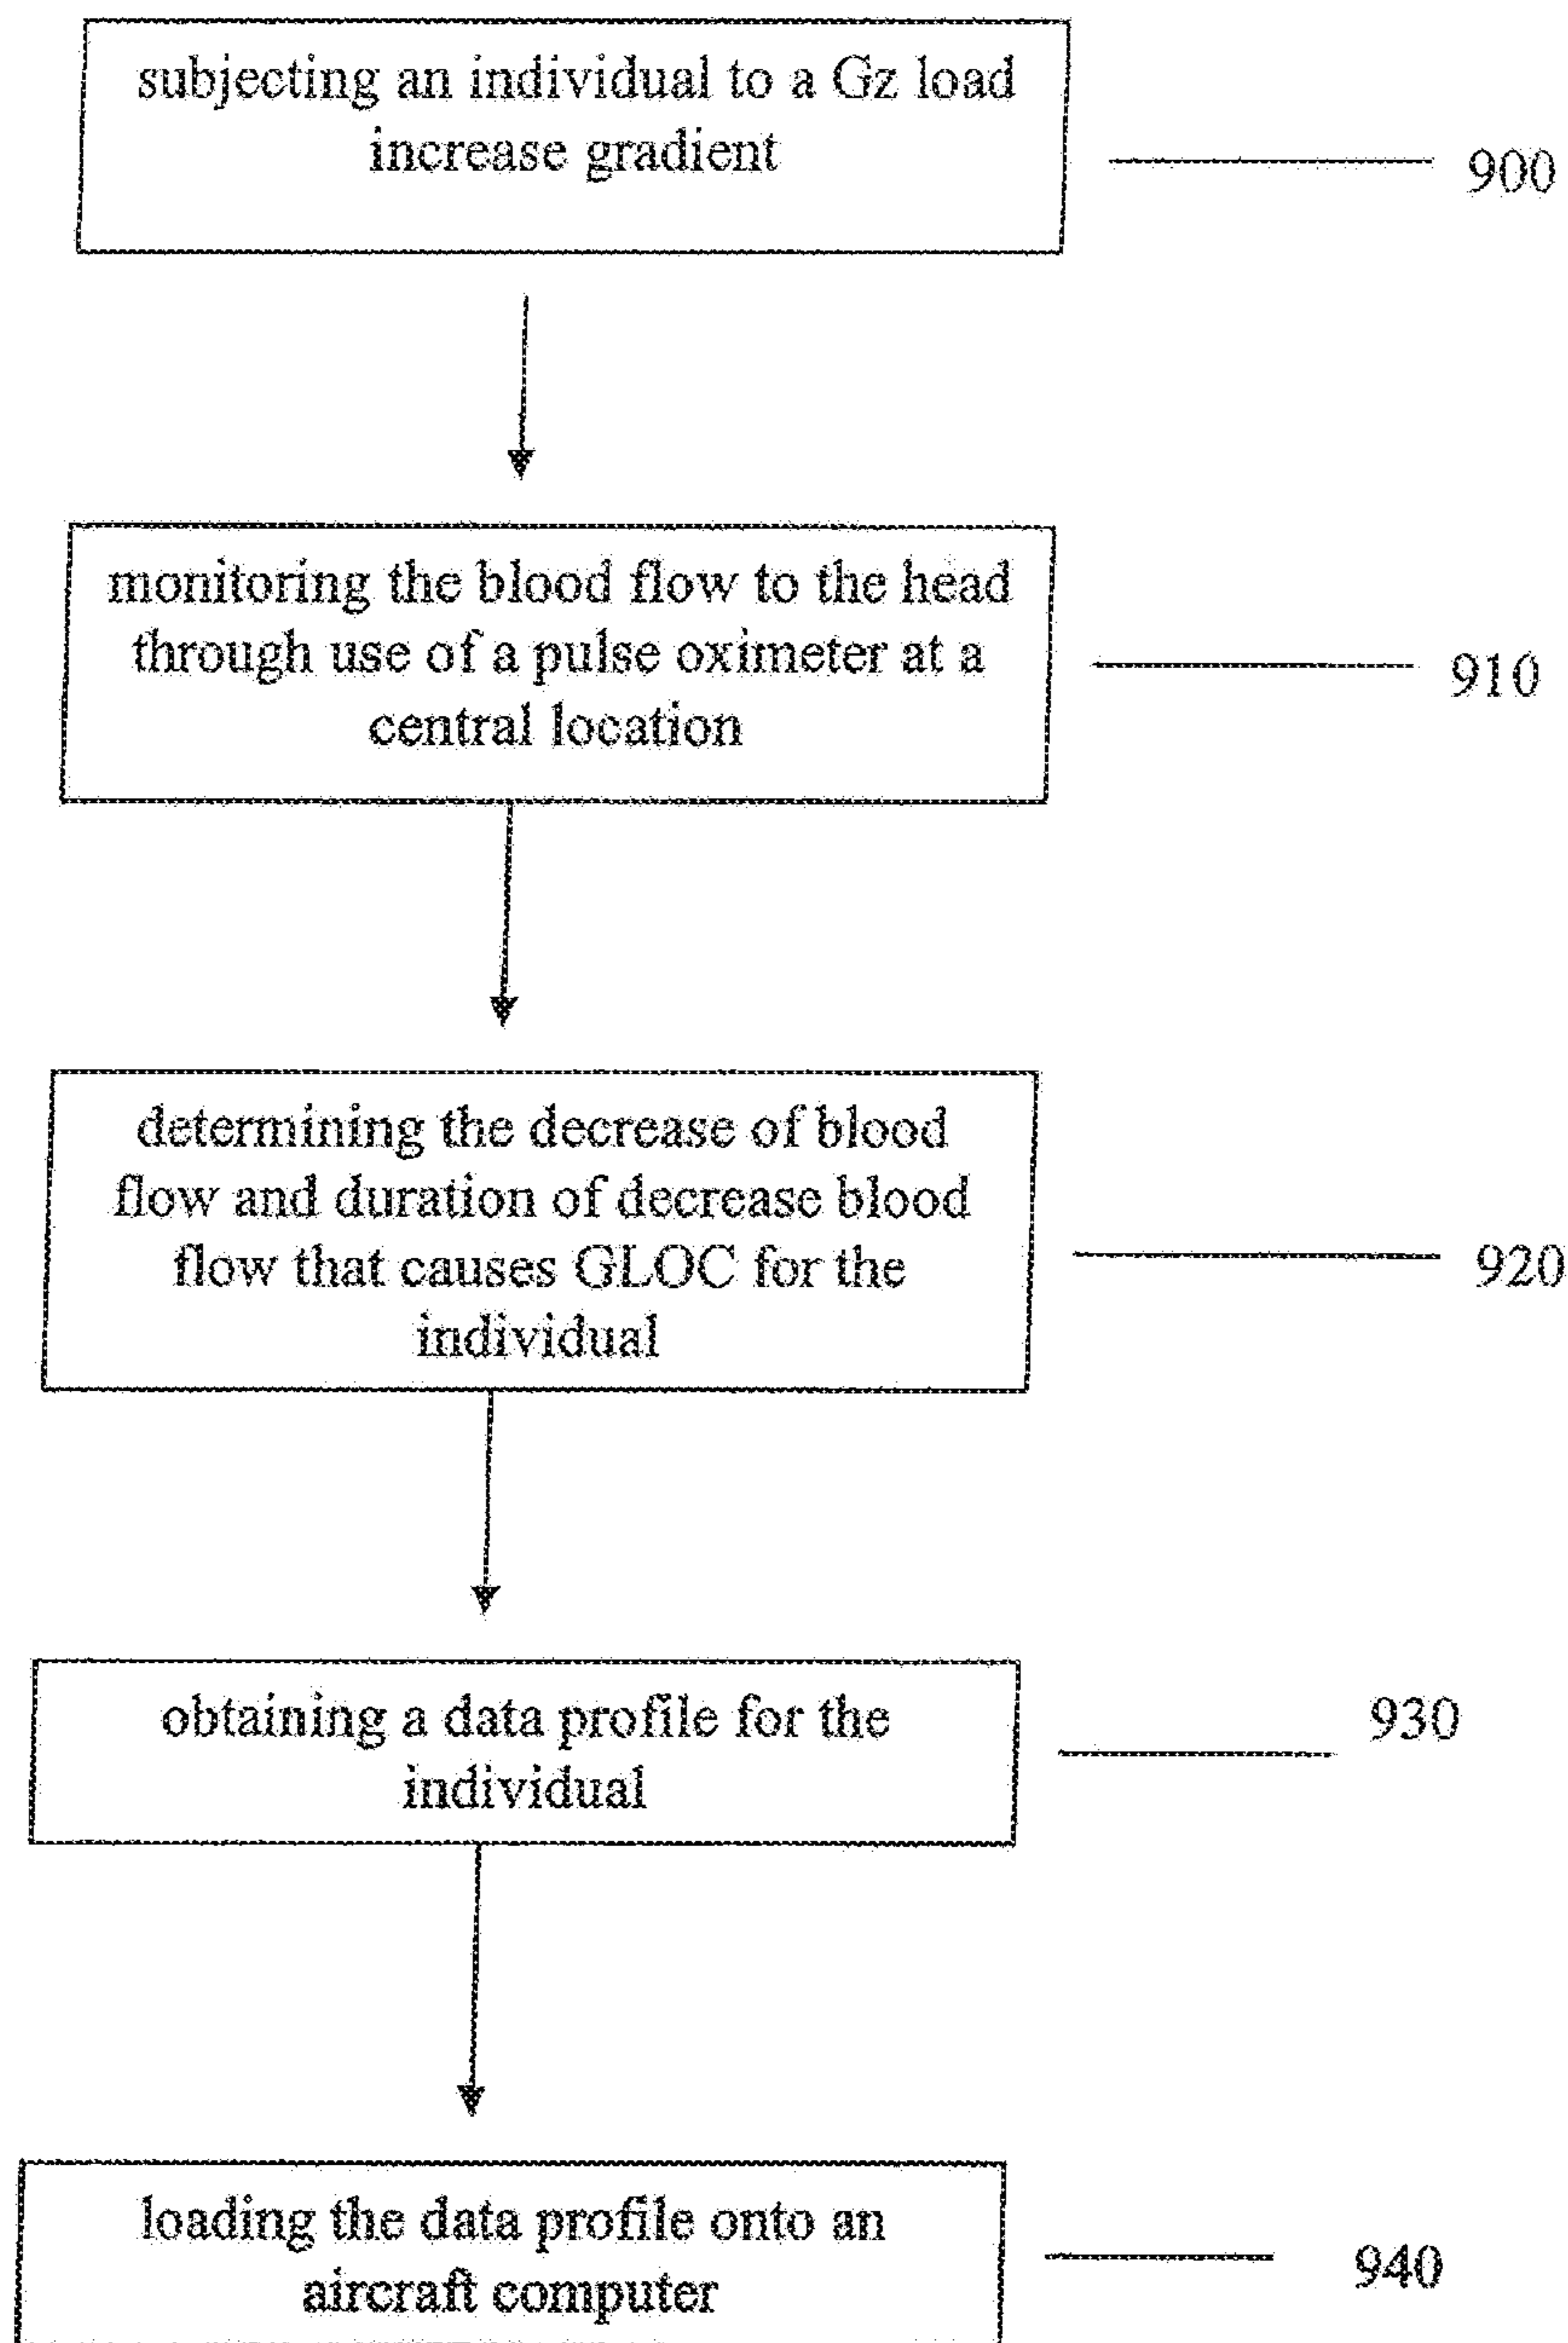 subjecting an individual to a Gz load
increase gradient
900
monitoring the blood flow to the head
through use of a pulse oximeter at a
central location
910
determining the decrease of blood
flow and duration of decrease blood
flow that causes GLOC for the
individual
920
obtaining a data profile for the
individual
930
loading the data profile onto an
aircraft computer
940